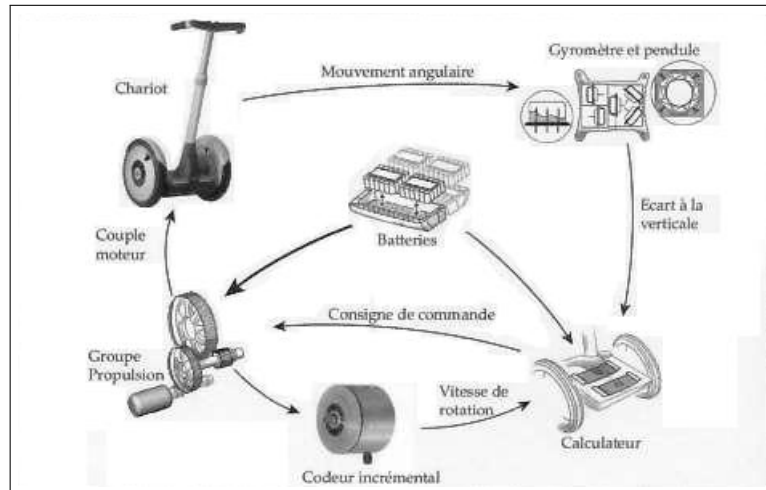 Gyromètre et pendule
Mouvement angulaire
Chariot
Ecart à la
verticale
Batteries
Couple
moteur
Consigne de commande
Groupe
Propulsion
Vitesse de
rotation
Calculateur
Codeur incrémental